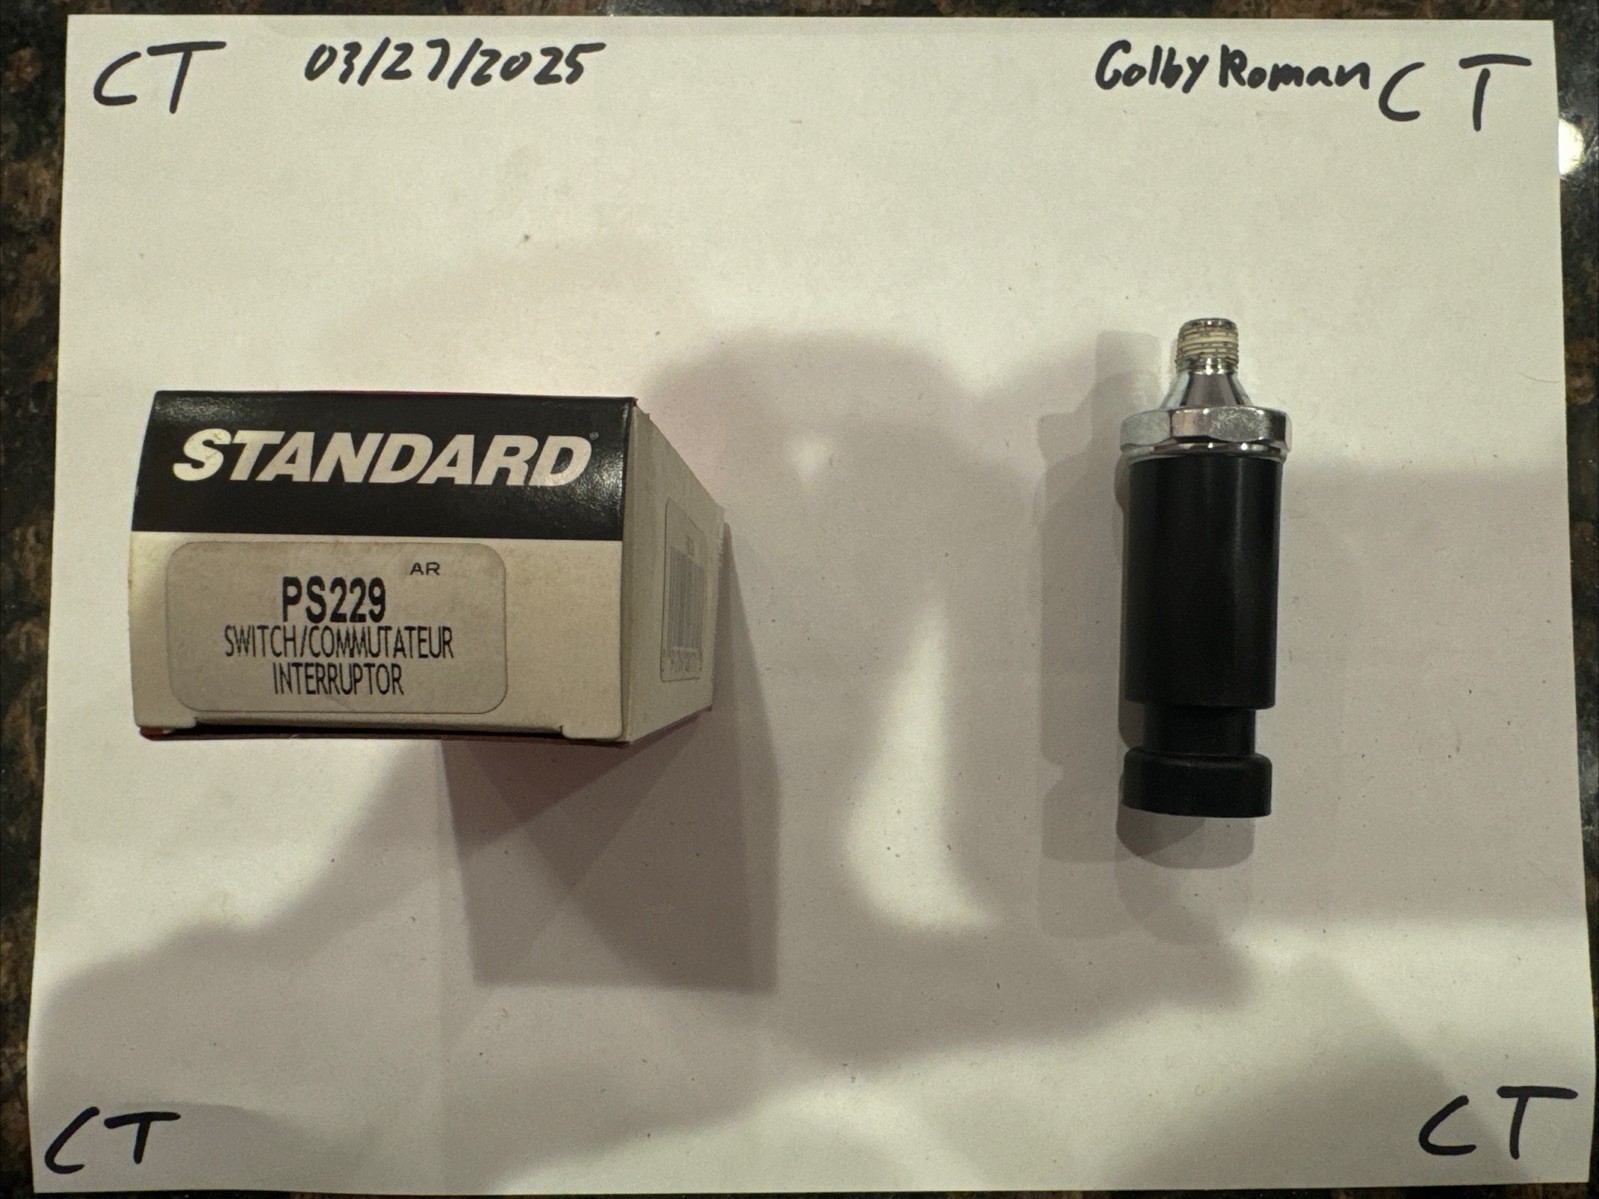 CT 03/27/2025 Colby Roman CT
STANDARD
AR
PS229
SWITCH/COMMUTATEUR
INTERRUPTOR
CT CT